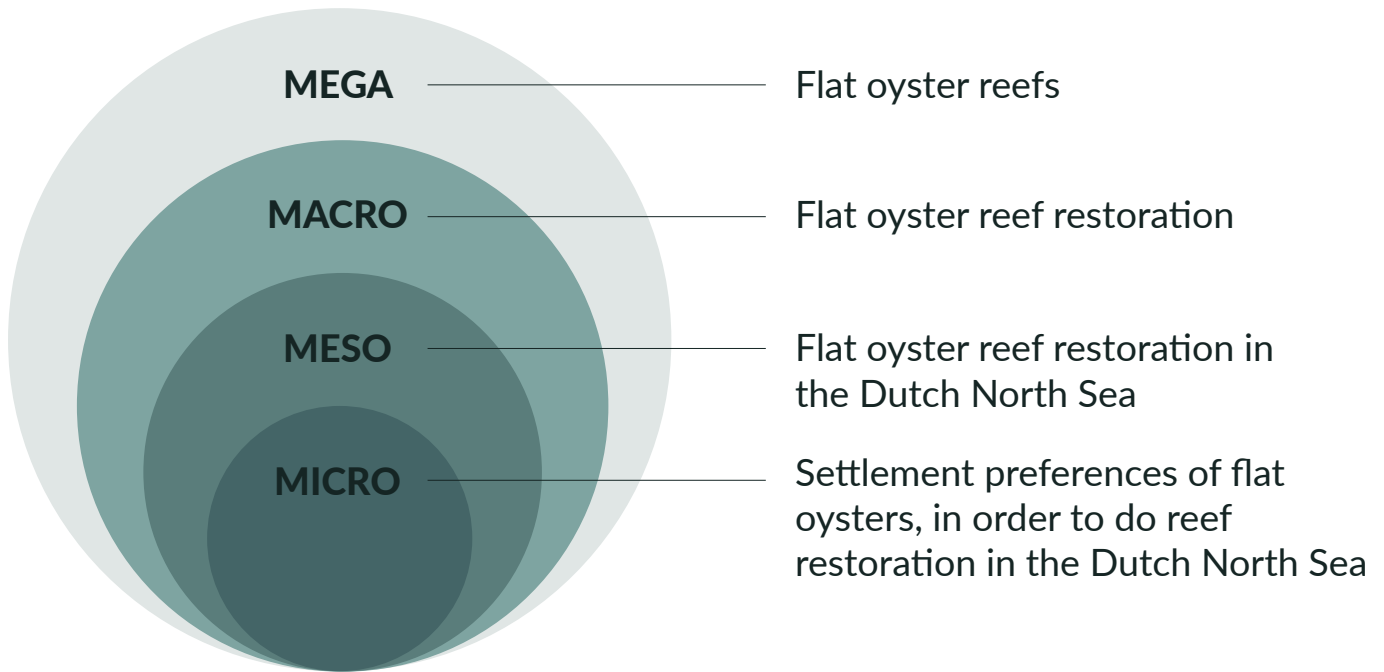 MEGA
Flat oyster reefs
MACRO
Flat oyster reef restoration
MESO
Flat oyster reef restoration in
the Dutch North Sea
MICRO
Settlement preferences of flat
oysters, in order to do reef
restoration in the Dutch North Sea